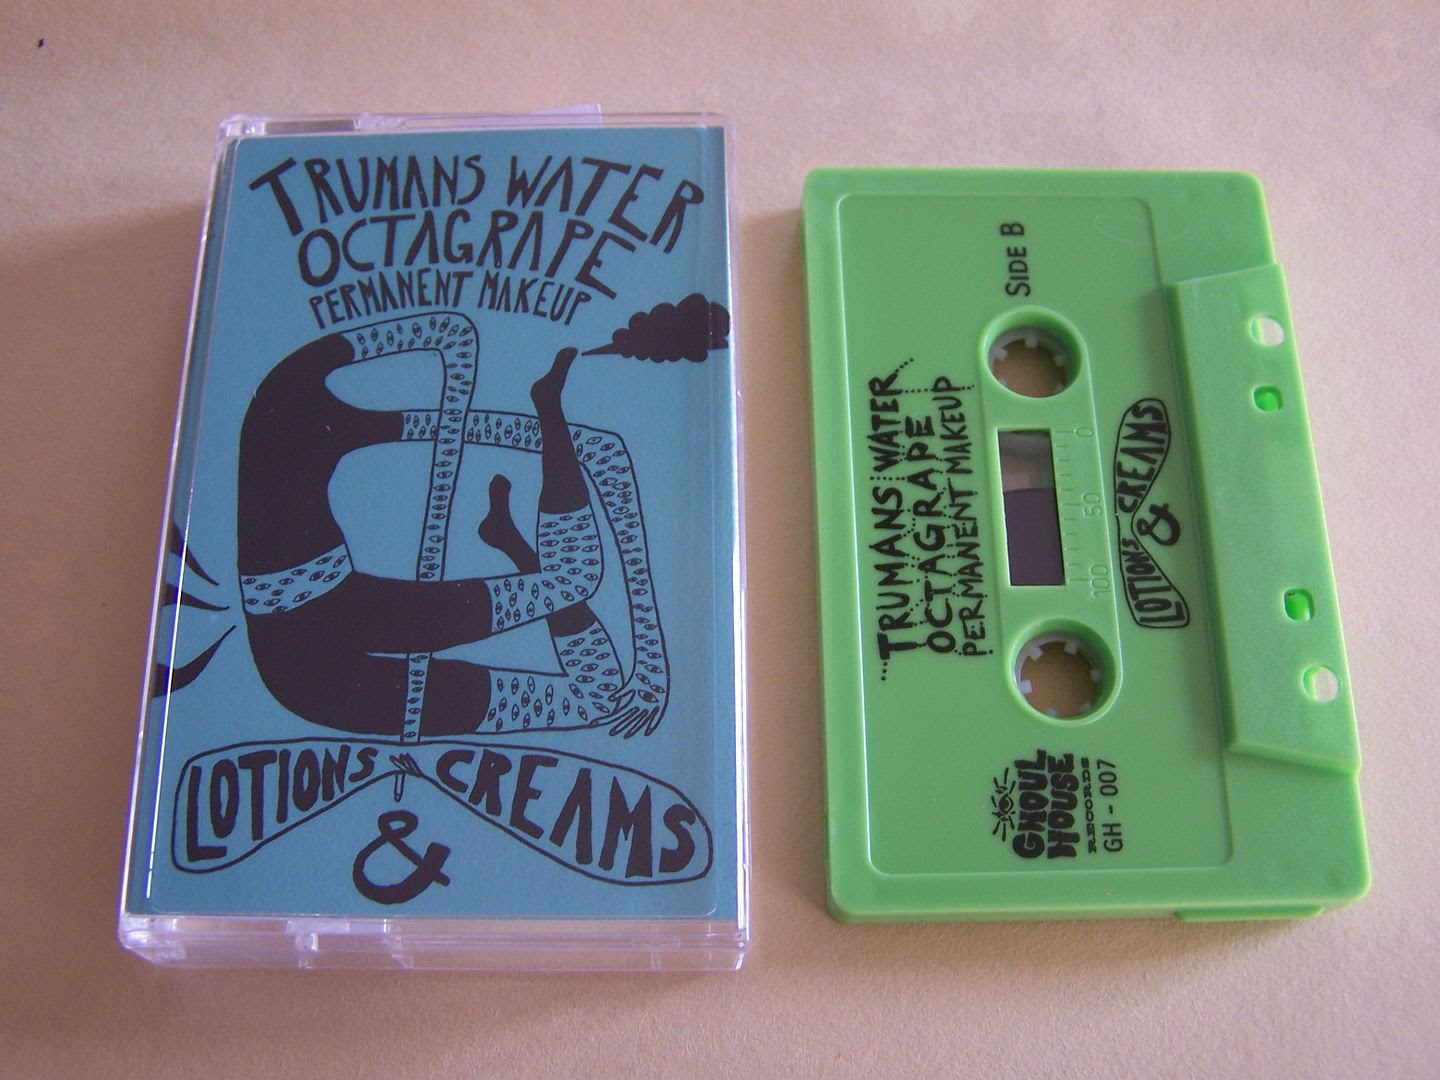 TRUMANS WATER
OCTAGRAPE
PERMANENT MAKEUP
LOTIONS
&
CREAMS
SIDE B
TRUMANS WATER
OCTAGRAPE
PERMANENT MAKEUP
0
50
100
LOTIONS
&
CREAMS
GHOUL
HOUSE
RECORDS
GH - 007